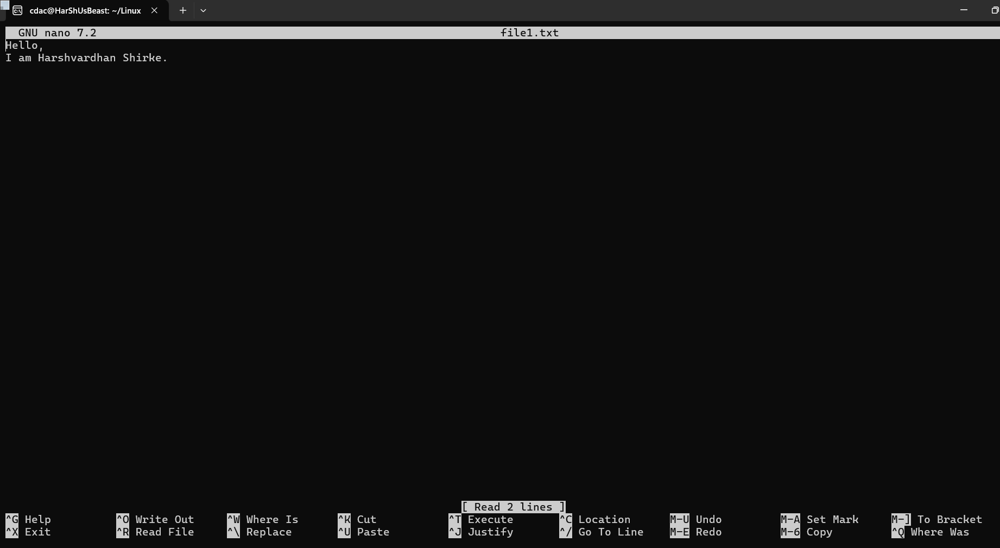 cdac@HarShUsBeast: ~/Linux
GNU nano 7.2 file1.txt
Hello,
I am Harshvardhan Shirke.
[ Read 2 lines ]
^G Help ^O Write Out ^W Where Is ^K Cut ^T Execute ^C Location M-U Undo M-A Set Mark M-] To Bracket
^X Exit ^R Read File ^\ Replace ^U Paste ^J Justify ^/ Go To Line M-E Redo M-6 Copy ^Q Where Was